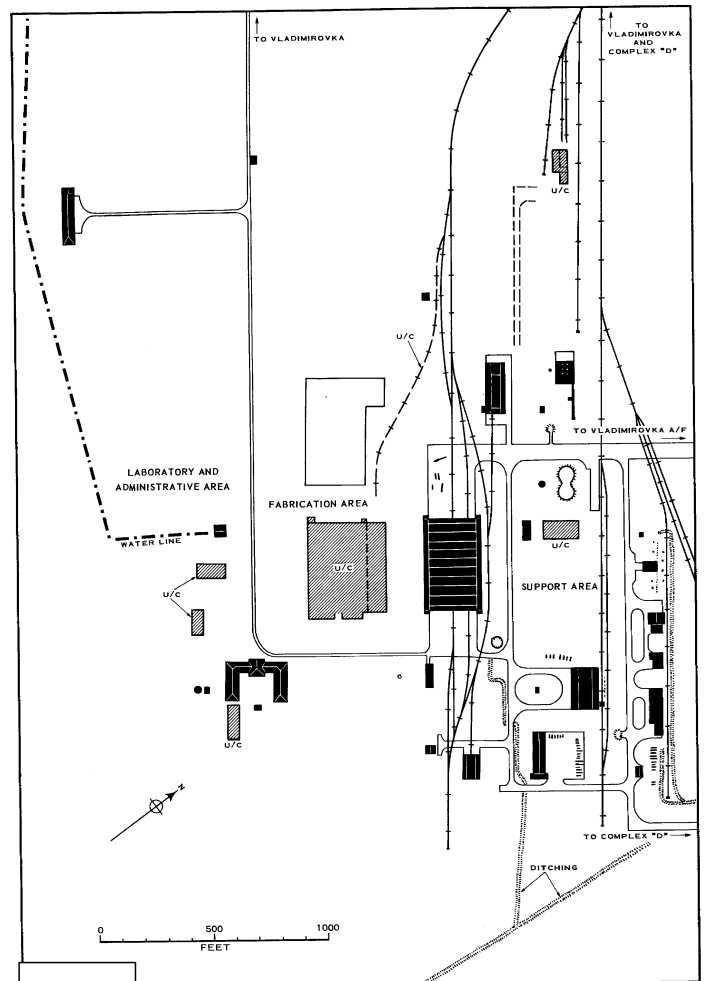 TO VLADIMIROVKA
TO
VLADIMIROVKA
AND
COMPLEX "D"
U/C
U/C
TO VLADIMIROVKA A/F
LABORATORY AND
ADMINISTRATIVE AREA
FABRICATION AREA
WATER LINE
U/C
U/C
U/C
SUPPORT AREA
U/C
N
TO COMPLEX "D"
DITCHING
0 500 1000
FEET